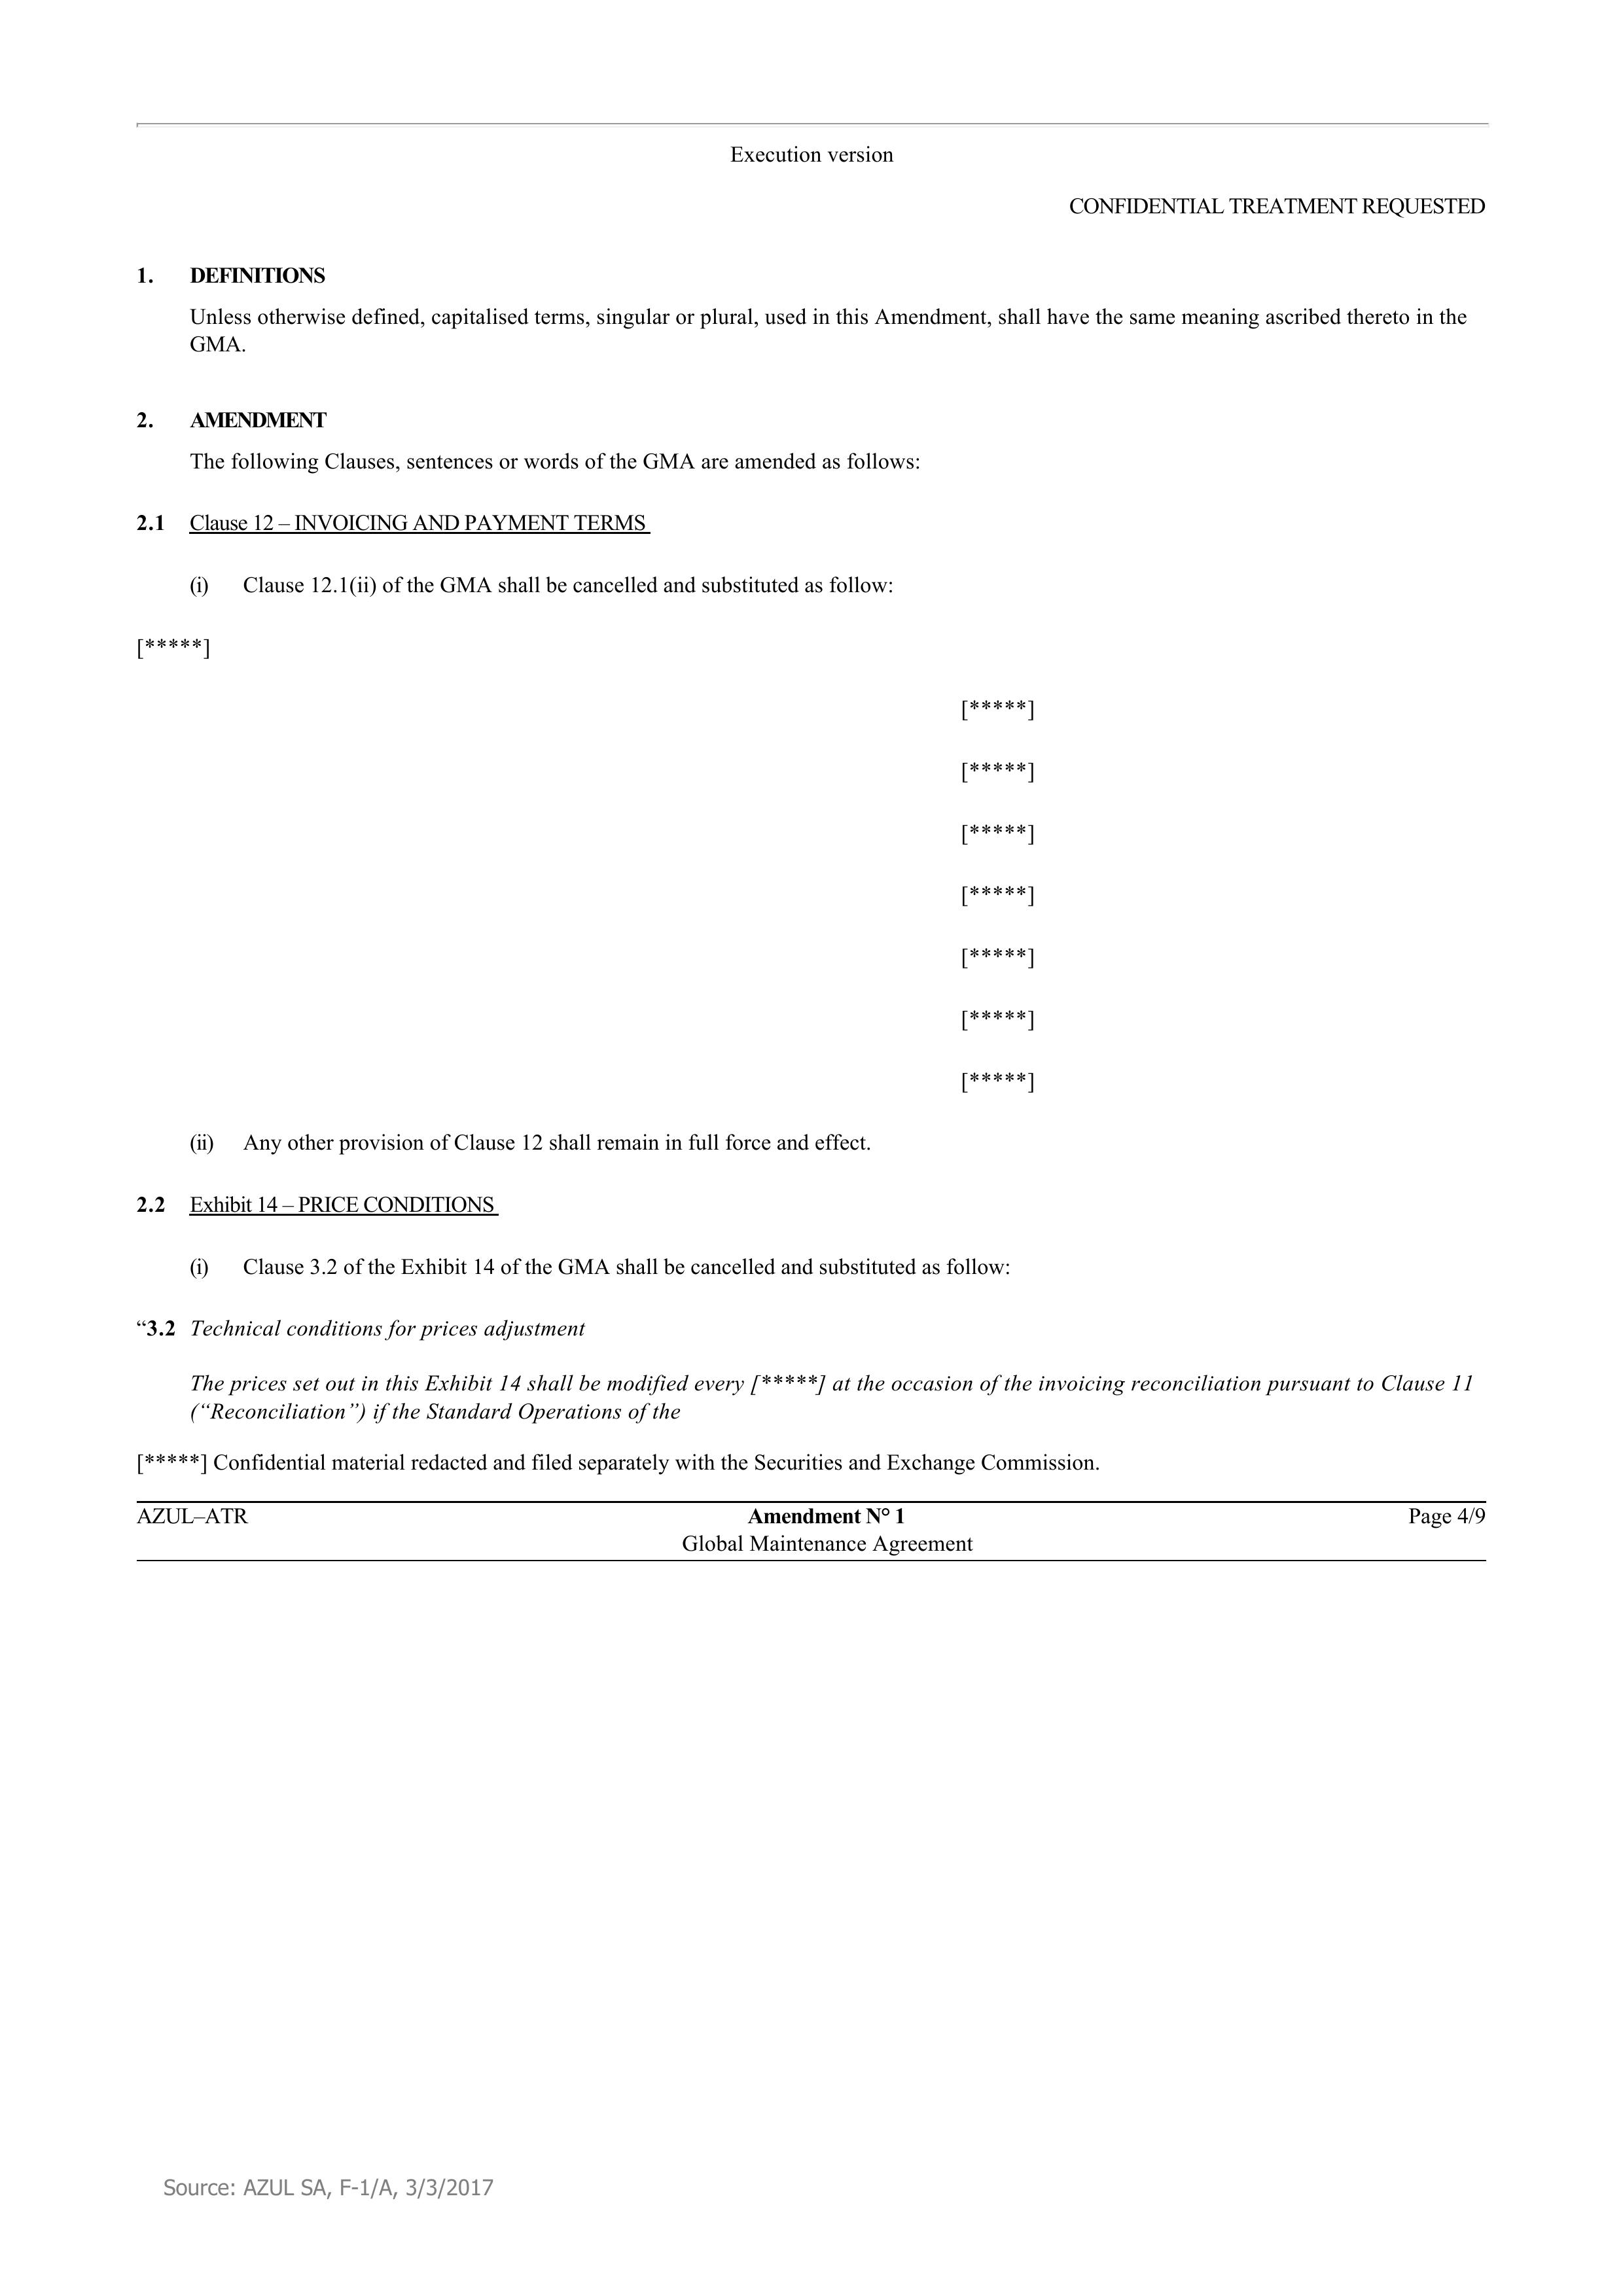 Execution version
CONFIDENTIAL TREATMENT REQUESTED
1. DEFINITIONS
Unless otherwise defined, capitalised terms, singular or plural, used in this Amendment, shall have the same meaning ascribed thereto in the
GMA.
2. AMENDMENT
The following Clauses, sentences or words of the GMA are amended as follows:
2.1 Clause 12 – INVOICING AND PAYMENT TERMS
(i) Clause 12.1(ii) of the GMA shall be cancelled and substituted as follow:
[*****]
[*****]
[*****]
[*****]
[*****]
[*****]
[*****]
[*****]
(ii) Any other provision of Clause 12 shall remain in full force and effect.
2.2 Exhibit 14 – PRICE CONDITIONS
(i) Clause 3.2 of the Exhibit 14 of the GMA shall be cancelled and substituted as follow:
“3.2 Technical conditions for prices adjustment
The prices set out in this Exhibit 14 shall be modified every [*****] at the occasion of the invoicing reconciliation pursuant to Clause 11
(“Reconciliation”) if the Standard Operations of the
[*****] Confidential material redacted and filed separately with the Securities and Exchange Commission.
AZUL–ATR Amendment N° 1 Page 4/9
Global Maintenance Agreement
Source: AZUL SA, F-1/A, 3/3/2017